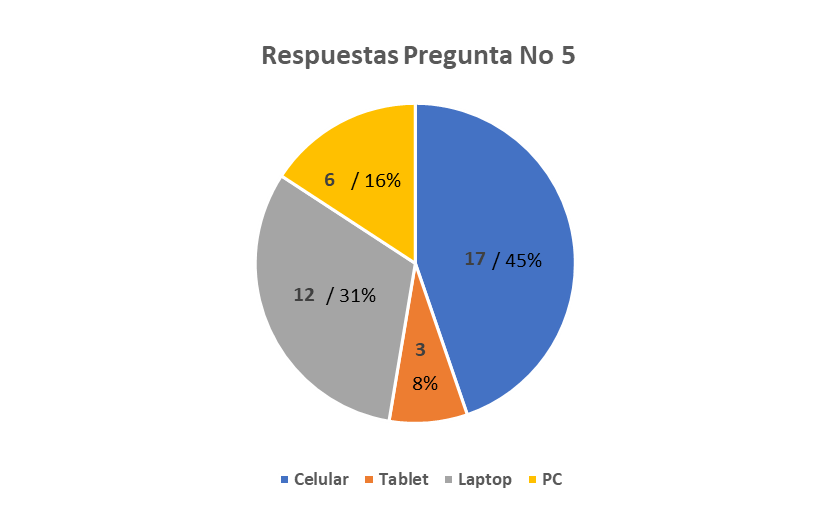 Respuestas Pregunta No 5
6 / 16%
17 / 45%
12 / 31%
3
8%
Celular Tablet Laptop PC